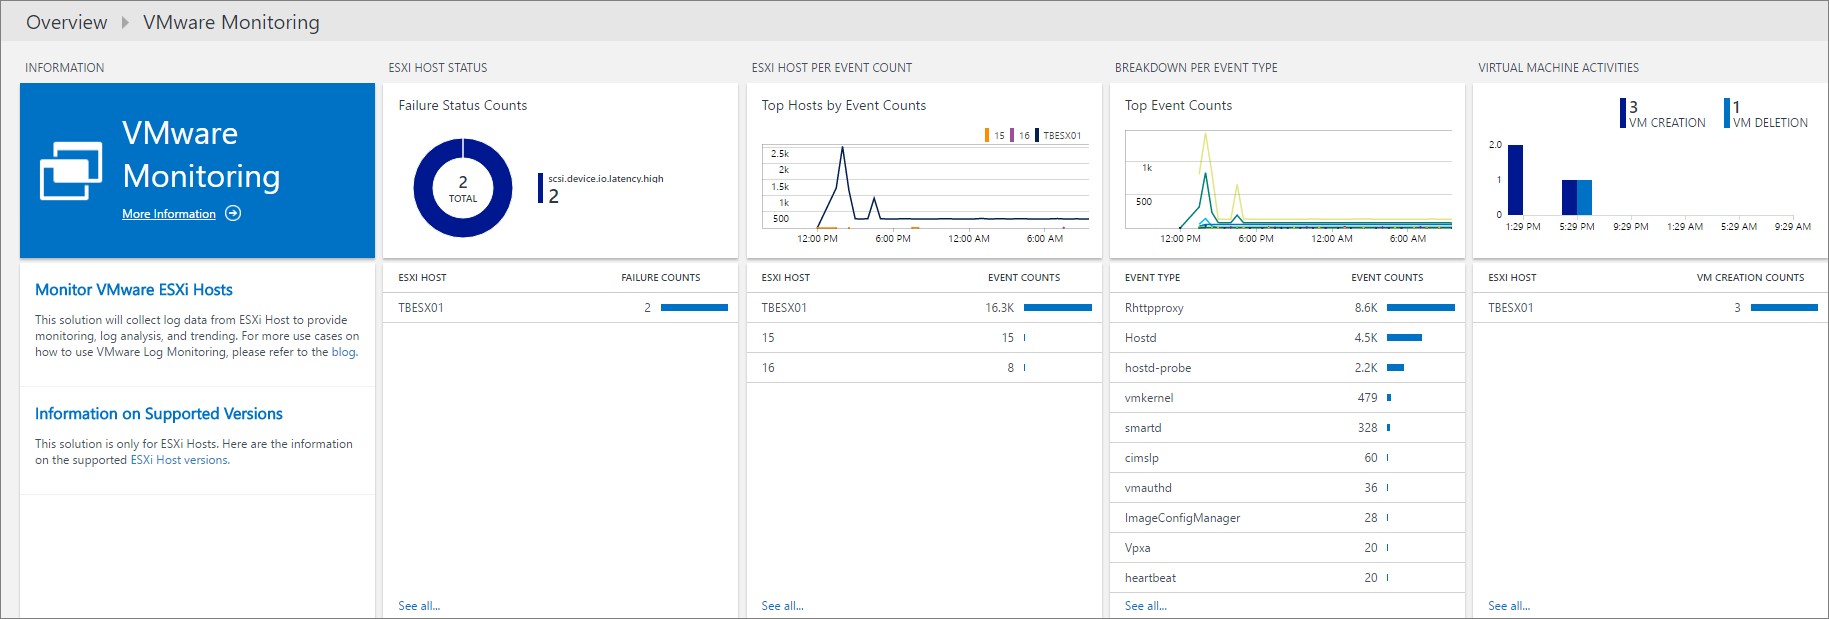 Overview VMware Monitoring
INFORMATION
VMware
Monitoring
More Information
Monitor VMware ESXi Hosts
This solution will collect log data from ESXi Host to provide
monitoring, log analysis, and trending. For more use cases on
how to use VMware Log Monitoring, please refer to the blog.
Information on Supported Versions
This solution is only for ESXi Hosts. Here are the information
on the supported ESXi Host versions.
ESXI HOST STATUS
Failure Status Counts
2
TOTAL
scsi.device.io.latency.high
2
ESXI HOST FAILURE COUNTS
TBESX01 2
See all...
ESXI HOST PER EVENT COUNT
Top Hosts by Event Counts
15 16 TBESX01
2.5k
2k
1.5k
1k
500
12:00 PM 6:00 PM 12:00 AM 6:00 AM
ESXI HOST EVENT COUNTS
TBESX01 16.3K
15 15
16 8
See all...
BREAKDOWN PER EVENT TYPE
Top Event Counts
1k
500
12:00 PM 6:00 PM 12:00 AM 6:00 AM
EVENT TYPE EVENT COUNTS
Rhttpproxy 8.6K
Hostd 4.5K
hostd-probe 2.2K
vmkernel 479
smartd 328
cimslp 60
vmauthd 36
ImageConfigManager 28
Vpxa 20
heartbeat 20
See all...
VIRTUAL MACHINE ACTIVITIES
3 1
VM CREATION VM DELETION
2.0
1
0
1:29 PM 5:29 PM 9:29 PM 1:29 AM 5:29 AM 9:29 AM
ESXI HOST VM CREATION COUNTS
TBESX01 3
See all...